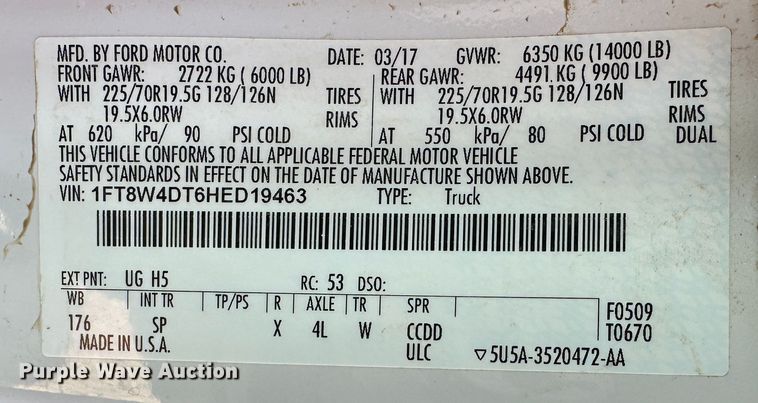 MFD. BY FORD MOTOR CO. DATE: 03/17 GVWR: 6350 KG (14000 LB)
FRONT GAWR: 2722 KG ( 6000 LB) REAR GAWR: 4491 KG ( 9900 LB)
WITH 225/70R19.5G 128/126N TIRES WITH 225/70R19.5G 128/126N TIRES
19.5X6.0RW RIMS 19.5X6.0RW RIMS
AT 620 kPa/ 90 PSI COLD AT 550 kPa/ 80 PSI COLD DUAL
THIS VEHICLE CONFORMS TO ALL APPLICABLE FEDERAL MOTOR VEHICLE
SAFETY STANDARDS IN EFFECT ON THE DATE OF MANUFACTURE SHOWN ABOVE.
VIN: 1FT8W4DT6HED19463 TYPE: Truck
EXT PNT: UG H5 RC: 53 DSO:
WB INT TR TP/PS R AXLE TR SPR F0509
176 SP X 4L W CCDD T0670
MADE IN U.S.A. ULC ▽5U5A-3520472-AA
Purple Wave Auction